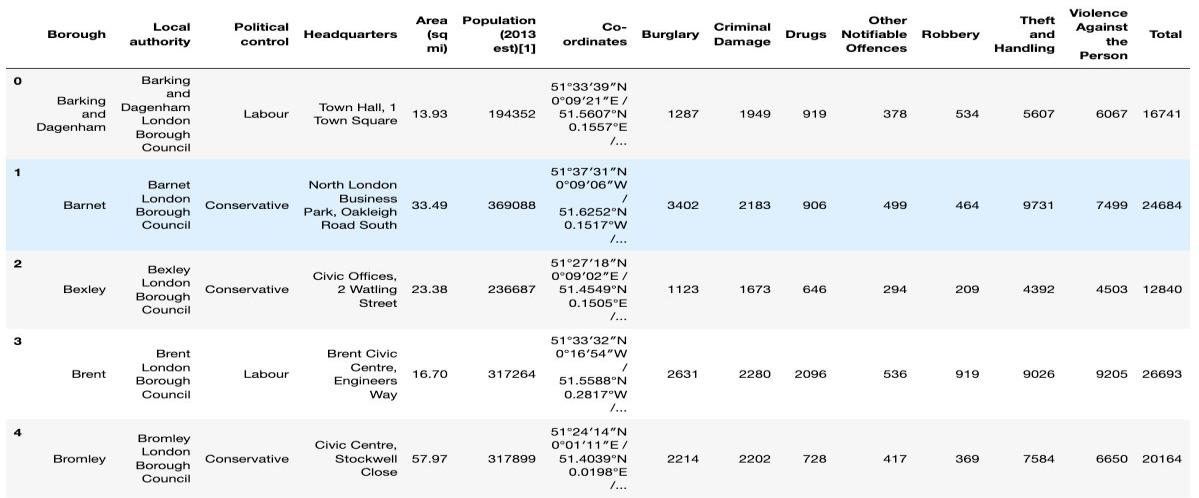 Borough Local authority Political control Headquarters Area (sq mi) Population (2013 est)[1] Co-ordinates Burglary Criminal Damage Drugs Other Notifiable Offences Robbery Theft and Handling Violence Against the Person Total
0 Barking and Dagenham Barking and Dagenham London Borough Council Labour Town Hall, 1 Town Square 13.93 194352 51°33′39″N 0°09′21″E / 51.5607°N 0.1557°E /... 1287 1949 919 378 534 5607 6067 16741
1 Barnet Barnet London Borough Council Conservative North London Business Park, Oakleigh Road South 33.49 369088 51°37′31″N 0°09′06″W / 51.6252°N 0.1517°W /... 3402 2183 906 499 464 9731 7499 24684
2 Bexley Bexley London Borough Council Conservative Civic Offices, 2 Watling Street 23.38 236687 51°27′18″N 0°09′02″E / 51.4549°N 0.1505°E /... 1123 1673 646 294 209 4392 4503 12840
3 Brent Brent London Borough Council Labour Brent Civic Centre, Engineers Way 16.70 317264 51°33′32″N 0°16′54″W / 51.5588°N 0.2817°W /... 2631 2280 2096 536 919 9026 9205 26693
4 Bromley Bromley London Borough Council Conservative Civic Centre, Stockwell Close 57.97 317899 51°24′14″N 0°01′11″E / 51.4039°N 0.0198°E /... 2214 2202 728 417 369 7584 6650 20164